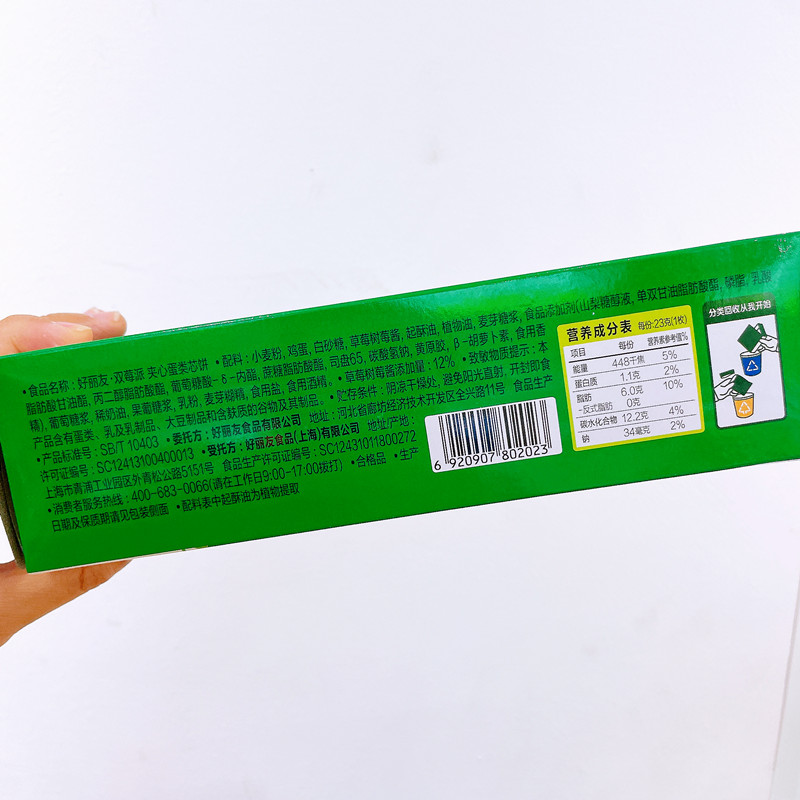 •食品名称：好丽友·双莓派 夹心蛋类芯饼 •配料：小麦粉, 鸡蛋, 白砂糖, 草莓树莓酱, 起酥油, 植物油, 麦芽糖浆, 食品添加剂(山梨糖醇液, 单双甘油脂肪酸酯, 磷脂, 乳酸
脂肪酸甘油酯, 丙二醇脂肪酸酯, 葡萄糖酸-δ-内酯, 蔗糖脂肪酸酯, 司盘65, 碳酸氢钠, 黄原胶, β-胡萝卜素, 食用香
精), 葡萄糖浆, 稀奶油, 果葡糖浆, 乳粉, 麦芽糊精, 食用盐, 食用酒精。•草莓树莓酱添加量：12% •致敏物质提示：本
产品含有蛋类、乳及乳制品、大豆制品和含麸质的谷物及其制品。•贮存条件：阴凉干燥处, 避免阳光直射, 开封即食
•产品标准号：SB/T 10403 •委托方：好丽友食品有限公司 地址：河北省廊坊经济技术开发区全兴路11号 食品生产
许可证编号：SC12413100400013 •受托方：好丽友食品(上海)有限公司 地址/产地：
上海市青浦工业园区外青松公路5151号 食品生产许可证编号：SC12431011800272
•消费者服务热线：400-683-0066(请在工作日9:00-17:00拨打) •合格品 •生产
日期及保质期请见包装侧面 •配料表中起酥油为植物提取
6 920907 802023
营养成分表 每份:23克(1枚)
项目 每份 营养素参考值%
能量 448千焦 5%
蛋白质 1.1克 2%
脂肪 6.0克 10%
-反式脂肪 0克
碳水化合物 12.2克 4%
钠 34毫克 2%
分类回收从我开始